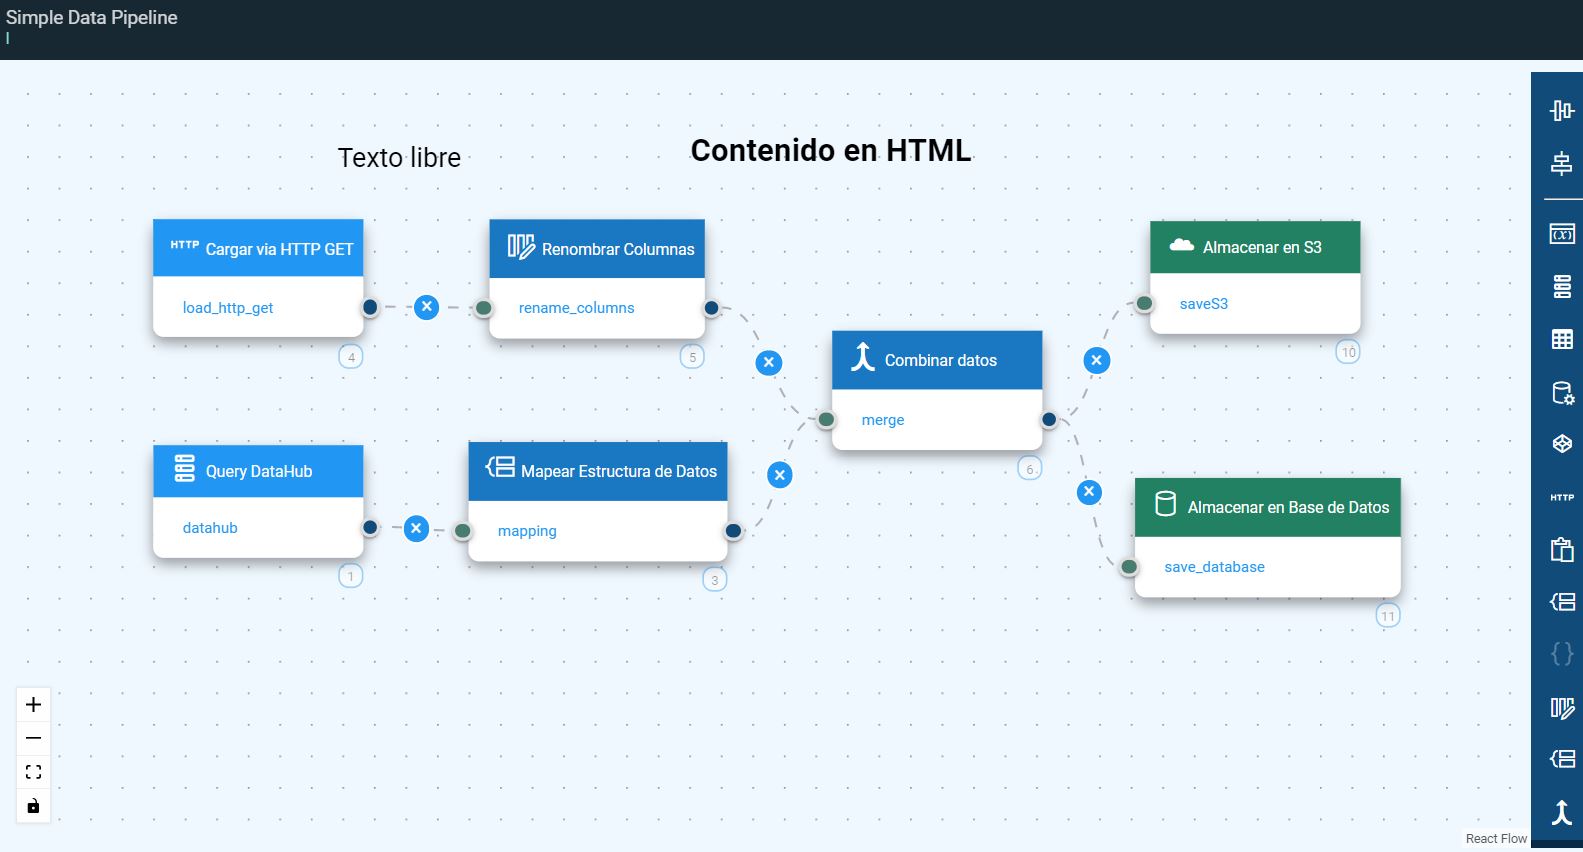 Simple Data Pipeline
Texto libre
Contenido en HTML
HTTP Cargar via HTTP GET
load_http_get
4
Renombrar Columnas
rename_columns
5
Query DataHub
datahub
1
Mapear Estructura de Datos
mapping
3
Combinar datos
merge
6
Almacenar en S3
saveS3
10
Almacenar en Base de Datos
save_database
11
(x)
HTTP
{}
React Flow